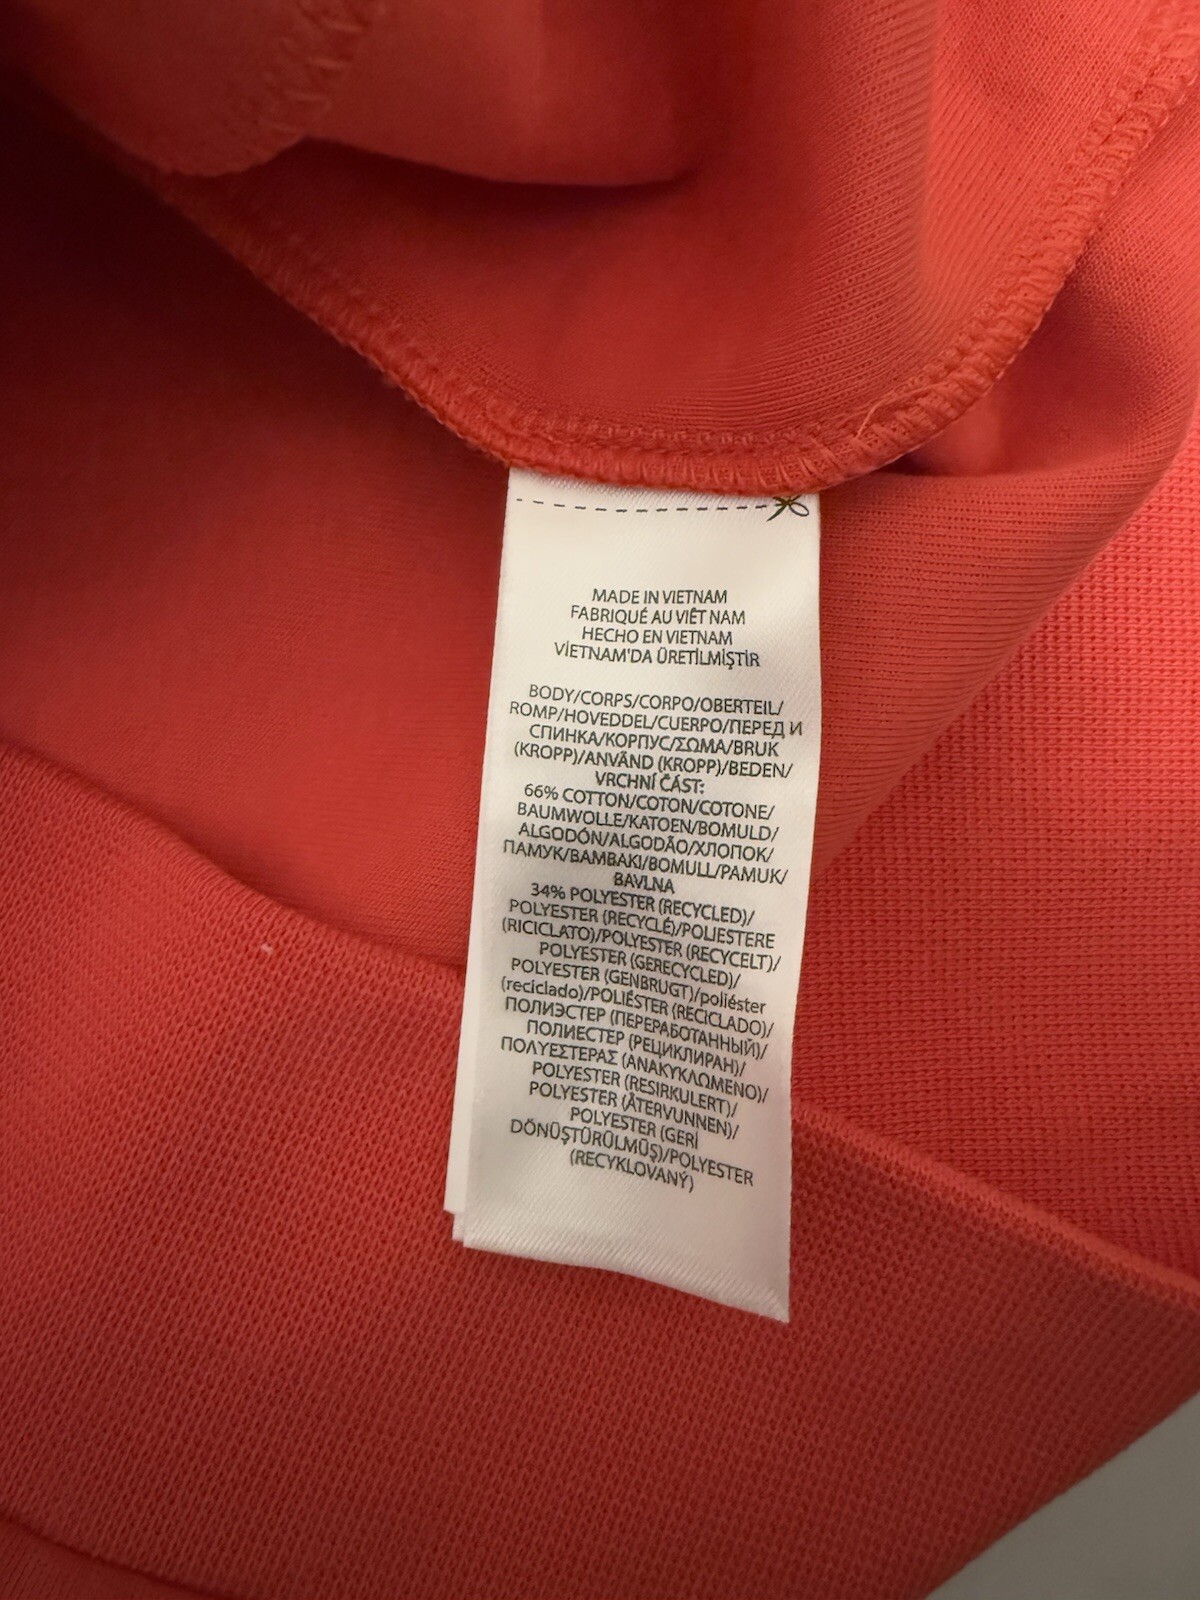 MADE IN VIETNAM
FABRIQUÉ AU VIÊT NAM
HECHO EN VIETNAM
VİETNAM'DA ÜRETİLMİŞTİR
BODY/CORPS/CORPO/OBERTEIL/
ROMP/HOVEDDEL/CUERPO/ПЕРЕД И
СПИНКА/КОРПУС/ΣΩΜΑ/BRUK
(KROPP)/ANVÄND (KROPP)/BEDEN/
VRCHNÍ ČÁST:
66% COTTON/COTON/COTONE/
BAUMWOLLE/KATOEN/BOMULD/
ALGODÓN/ALGODÃO/ХЛОПОК/
ПАМУК/BAMBAKI/BOMULL/PAMUK/
BAVLNA
34% POLYESTER (RECYCLED)/
POLYESTER (RECYCLÉ)/POLIESTERE
(RICICLATO)/POLYESTER (RECYCELT)/
POLYESTER (GERECYCLED)/
POLYESTER (GENBRUGT)/poliéster
(reciclado)/POLIÉSTER (RECICLADO)/
ПОЛИЭСТЕР (ПЕРЕРАБОТАННЫЙ)/
ПОЛИЕСТЕР (РЕЦИКЛИРАН)/
ΠΟΛΥΕΣΤΕΡΑΣ (ΑΝΑΚΥΚΛΩΜΕΝΟ)/
POLYESTER (RESIRKULERT)/
POLYESTER (ÅTERVUNNEN)/
POLYESTER (GERİ
DÖNÜŞTÜRÜLMÜŞ)/POLYESTER
(RECYKLOVANÝ)